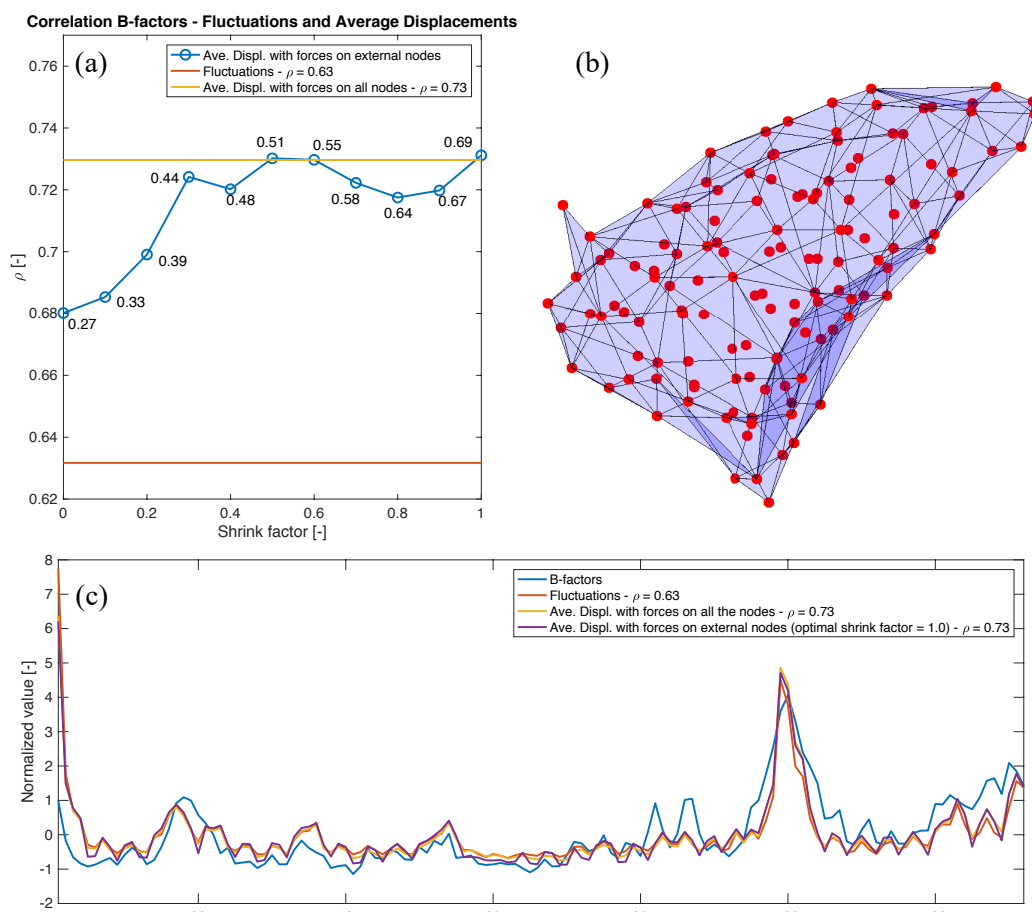 Correlation B-factors - Fluctuations and Average Displacements
(a)
Ave. Displ. with forces on external nodes
Fluctuations - ρ = 0.63
Ave. Displ. with forces on all nodes - ρ = 0.73
0.76
0.74
0.72
0.7
0.68
0.66
0.64
0.62
ρ [-]
0.27
0.33
0.39
0.44
0.48
0.51
0.55
0.58
0.64
0.67
0.69
0
0.2
0.4
0.6
0.8
1
Shrink factor [-]
(b)
(c)
B-factors
Fluctuations - ρ = 0.63
Ave. Displ. with forces on all the nodes - ρ = 0.73
Ave. Displ. with forces on external nodes (optimal shrink factor = 1.0) - ρ = 0.73
8
7
6
5
4
3
2
1
0
-1
-2
Normalized value [-]